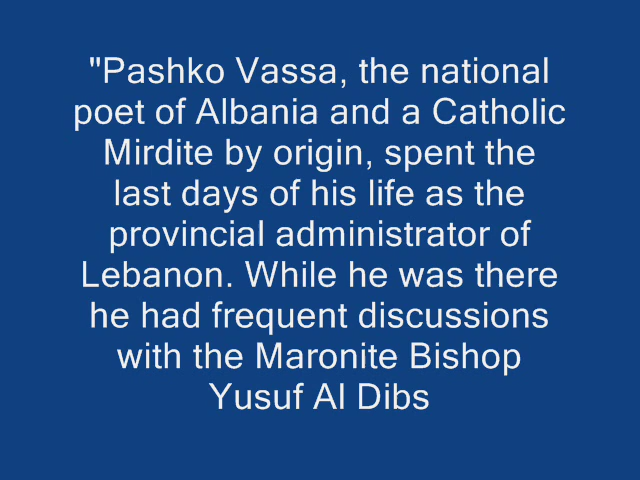 "Pashko Vassa, the national
poet of Albania and a Catholic
Mirdite by origin, spent the
last days of his life as the
provincial administrator of
Lebanon. While he was there
he had frequent discussions
with the Maronite Bishop
Yusuf Al Dibs